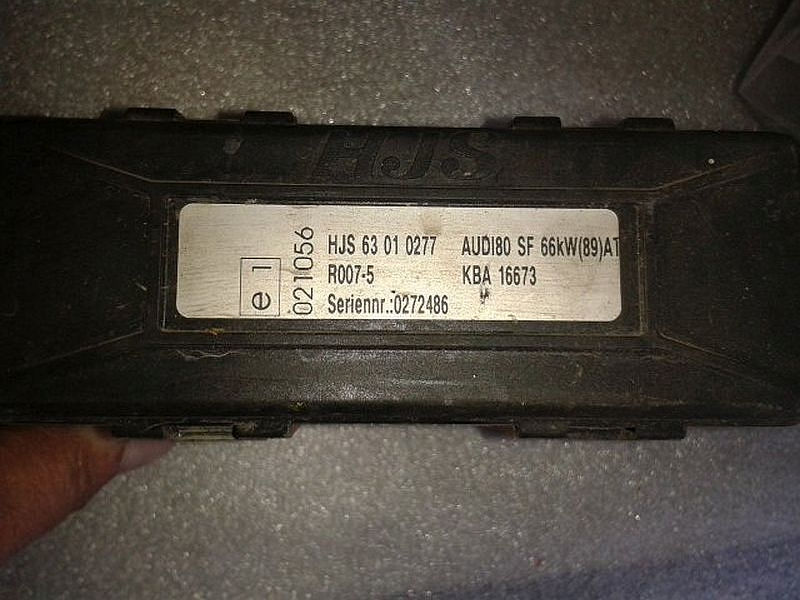 HJS
HJS 63 01 0277 AUDI80 SF 66kW(89)AT
R007-5 KBA 16673
Seriennr.:0272486
e 1
021056